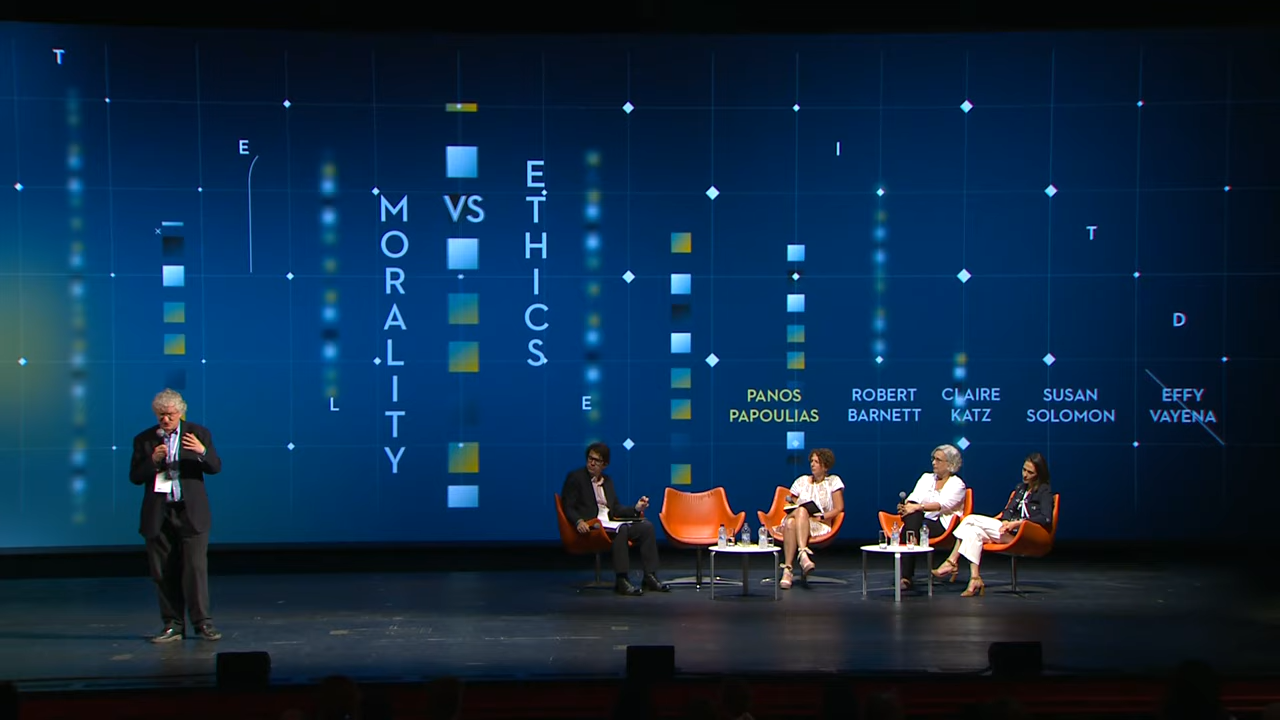 T
E
MORALITY
VS
ETHICS
I
T
D
L
E
PANOS
PAPOULIAS
ROBERT
BARNETT
CLAIRE
KATZ
SUSAN
SOLOMON
EFFY
VAYENA